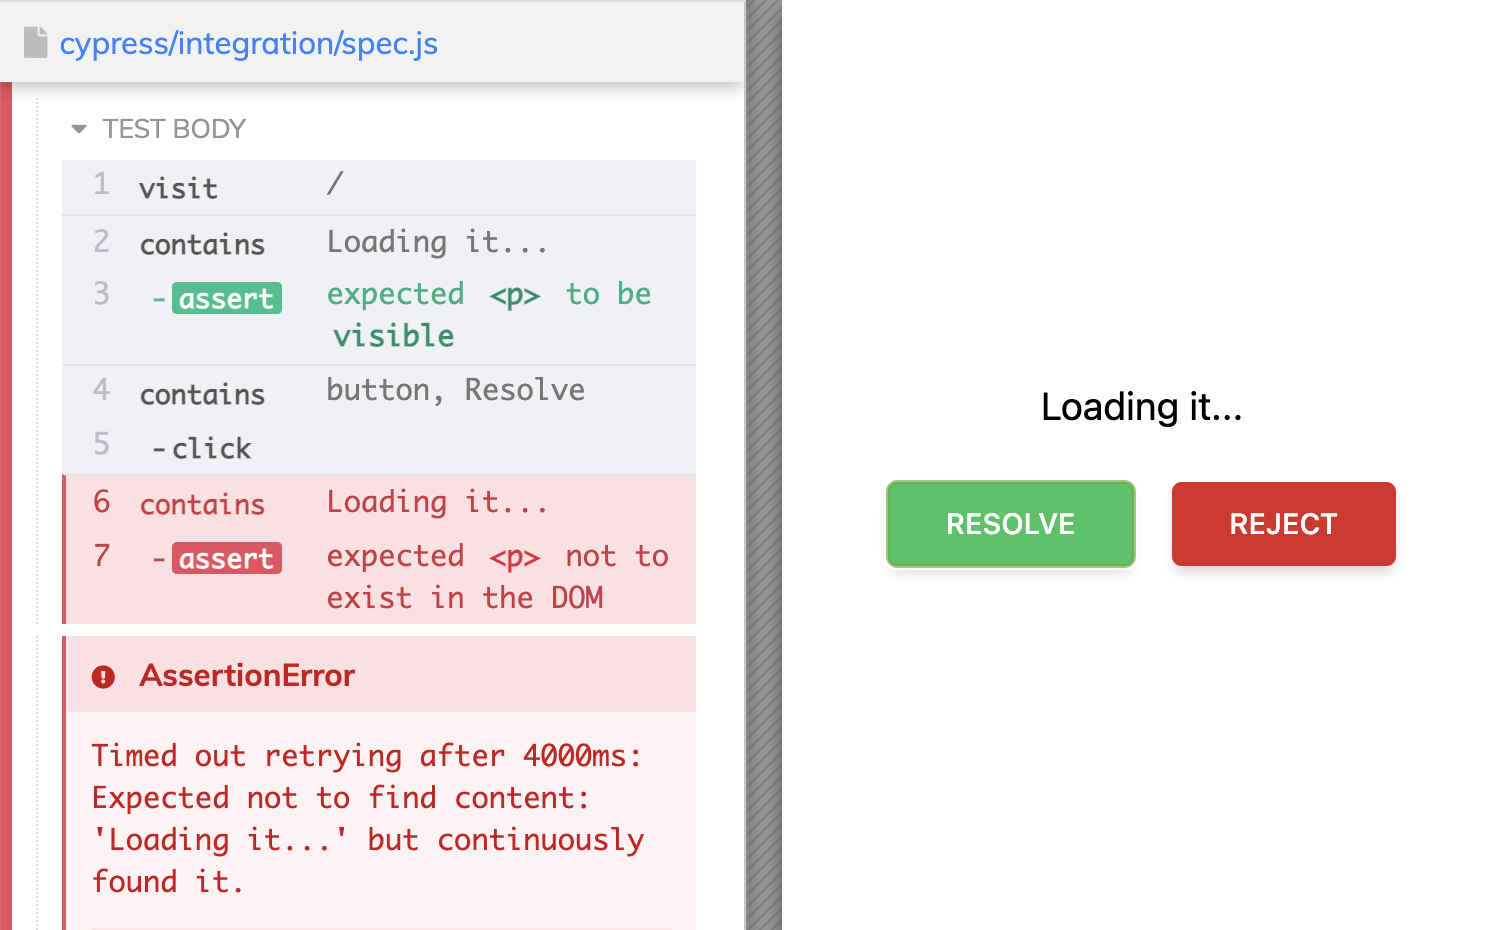 cypress/integration/spec.js
TEST BODY
1 visit /
2 contains Loading it...
3 -assert expected <p> to be
visible
4 contains button, Resolve
5 -click
6 contains Loading it...
7 -assert expected <p> not to
exist in the DOM
AssertionError
Timed out retrying after 4000ms:
Expected not to find content:
'Loading it...' but continuously
found it.
Loading it...
RESOLVE REJECT